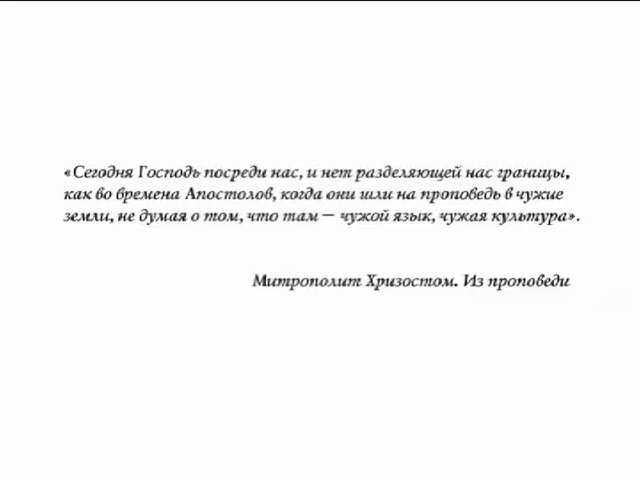 «Сегодня Господь посреди нас, и нет разделяющей нас границы,
как во времена Апостолов, когда они шли на проповедь в чужие
земли, не думая о том, что там — чужой язык, чужая культура».
Митрополит Хризостом. Из проповеди